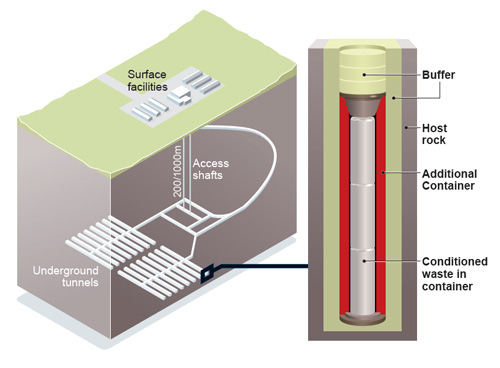 Surface
facilities
200/1000m
Access
shafts
Underground
tunnels
Buffer
Host
rock
Additional
Container
Conditioned
waste in
container